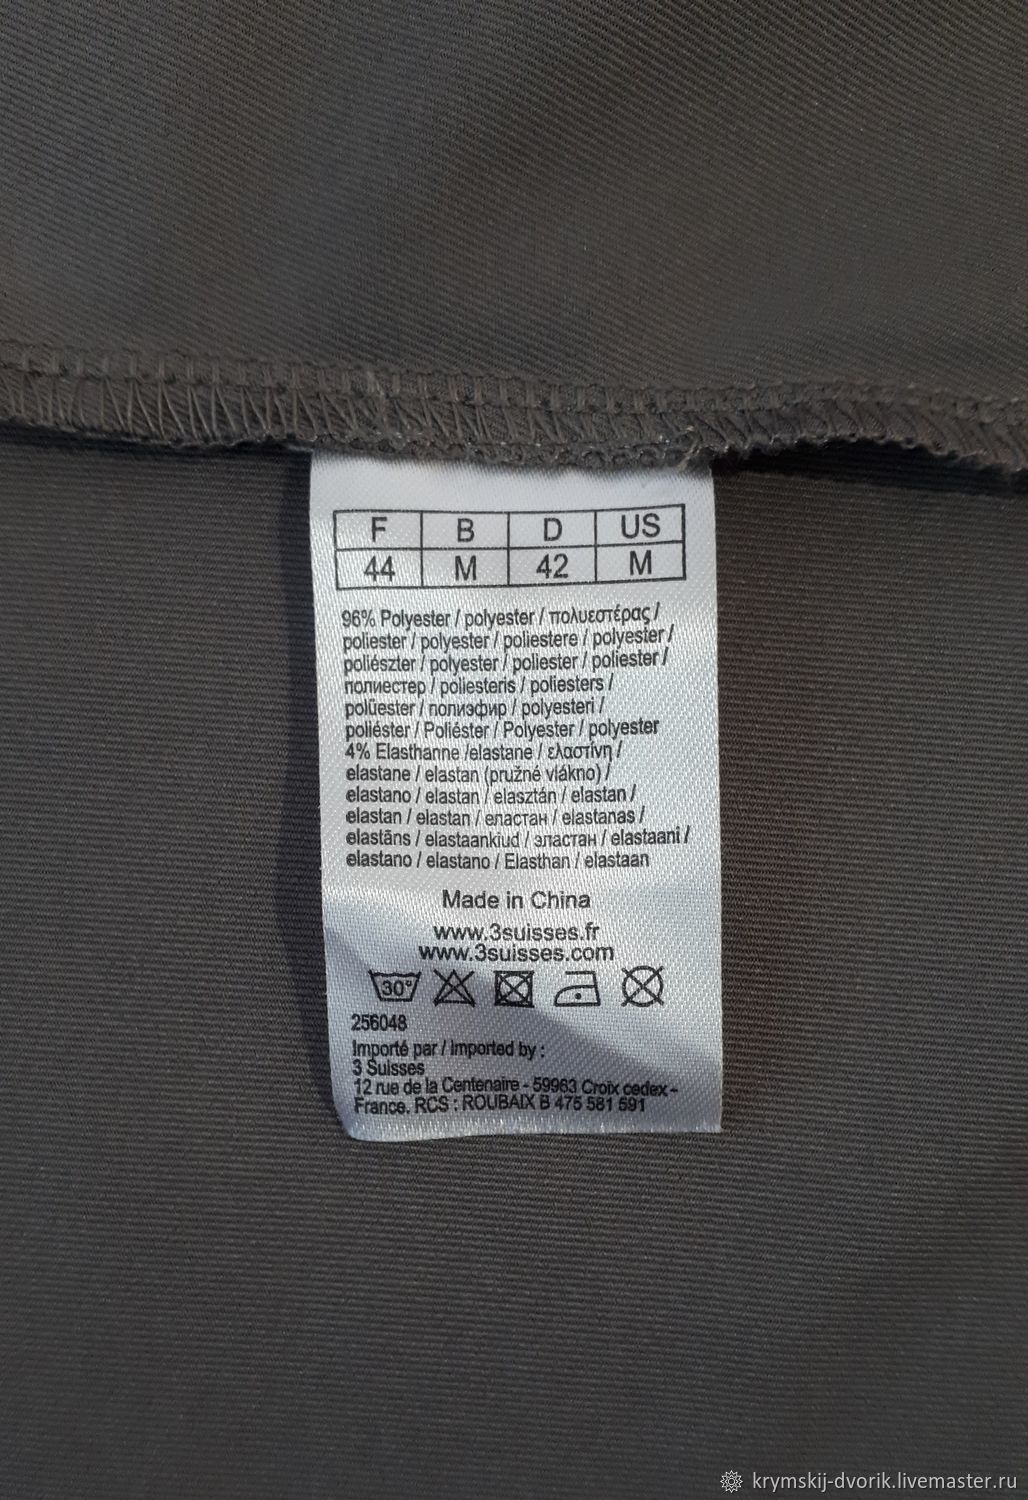 F B D US
44 M 42 M
96% Polyester / polyester / πολυεστέρας /
poliester / polyester / poliestere / polyester /
poliészter / polyester / poliester / poliester /
полиестер / poliesteris / poliesters /
polüester / полиэфир / polyesteri /
poliéster / Poliéster / Polyester / polyester
4% Elasthanne /elastane / ελαστίνη /
elastane / elastan (pružné vlákno) /
elastano / elastan / elasztán / elastan /
elastan / elastan / еластан / elastanas /
elastāns / elastaankiud / эластан / elastaani /
elastano / elastano / Elasthan / elastaan
Made in China
www.3suisses.fr
www.3suisses.com
30°
256048
Importé par / Imported by :
3 Suisses
12 rue de la Centenaire - 59963 Croix cedex -
France. RCS : ROUBAIX B 475 581 591
krymskij-dvorik.livemaster.ru